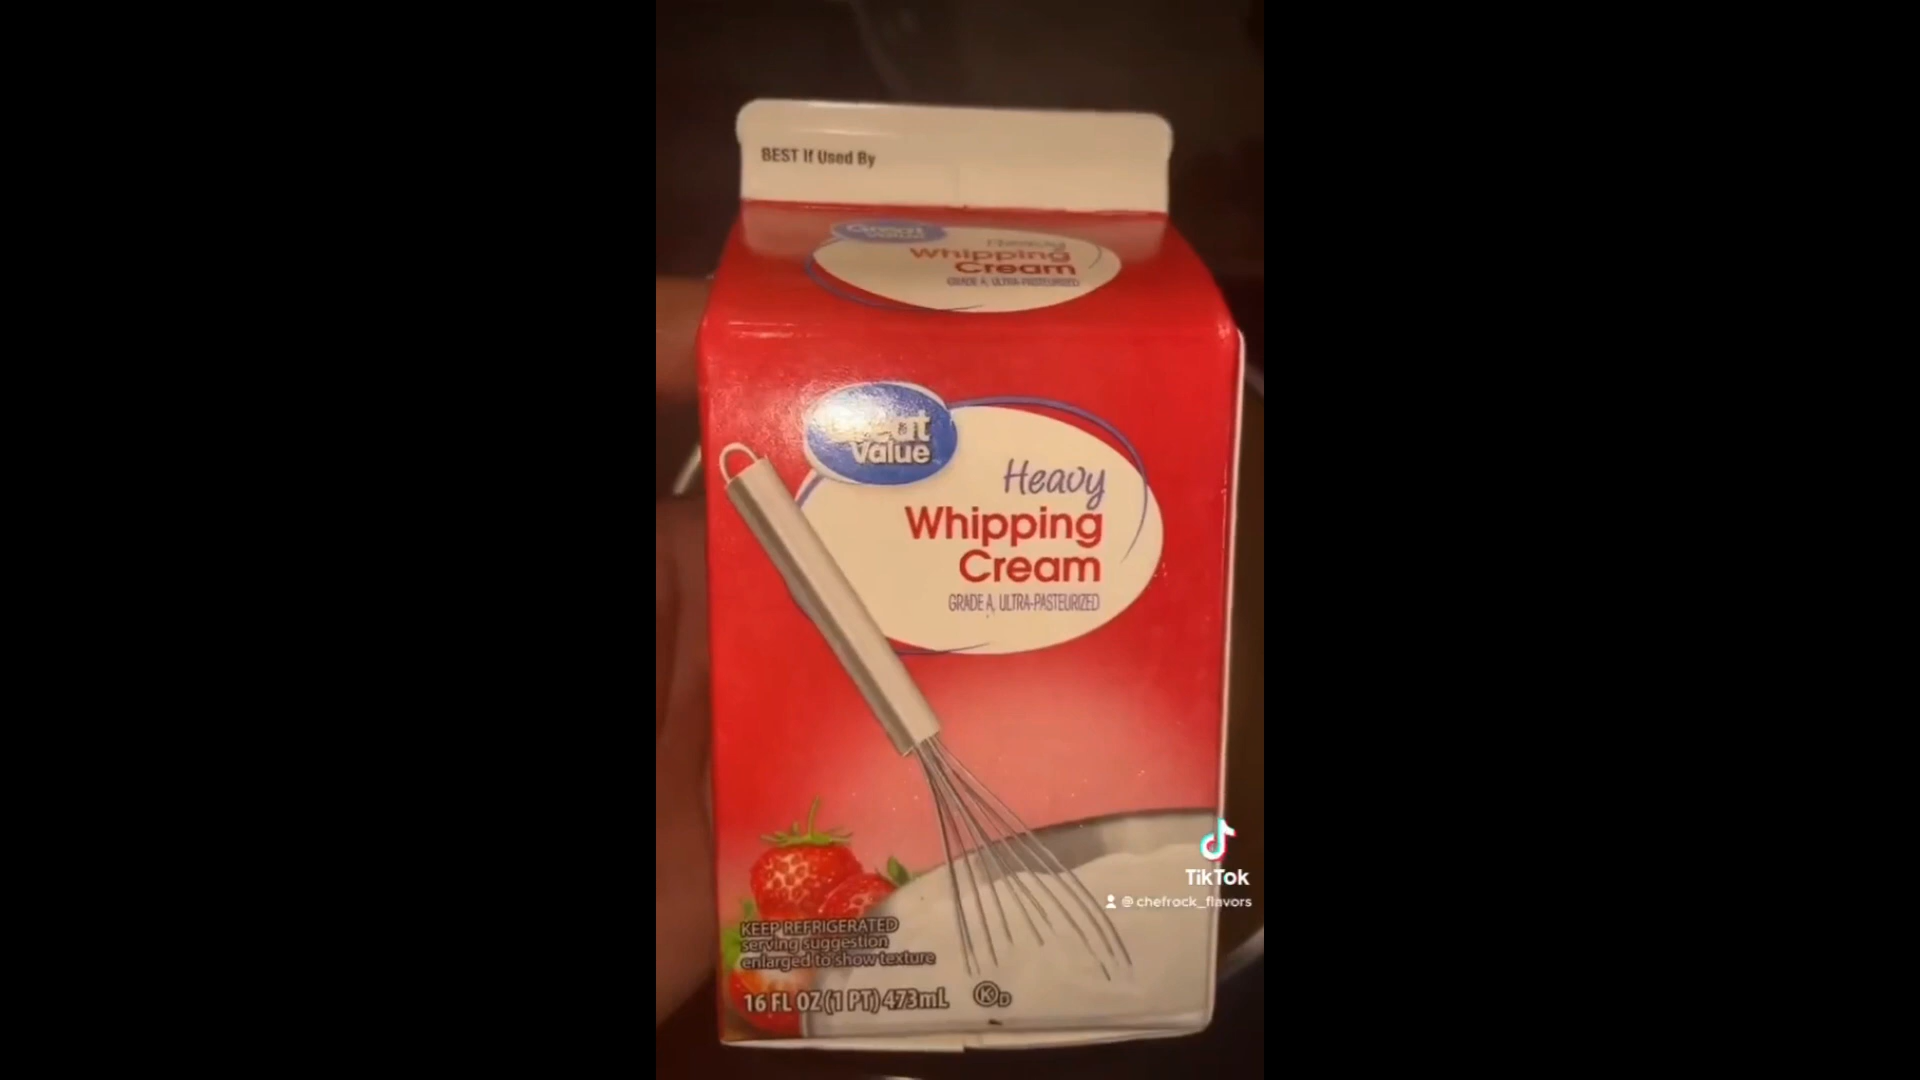 BEST If Used By
Great
Value
Heavy
Whipping
Cream
GRADE A, ULTRA-PASTEURIZED
Great
Value
Heavy
Whipping
Cream
GRADE A, ULTRA-PASTEURIZED
TikTok
@chefrock_flavors
KEEP REFRIGERATED
serving suggestion
enlarged to show texture
16 FL OZ (1 PT) 473mL
K D